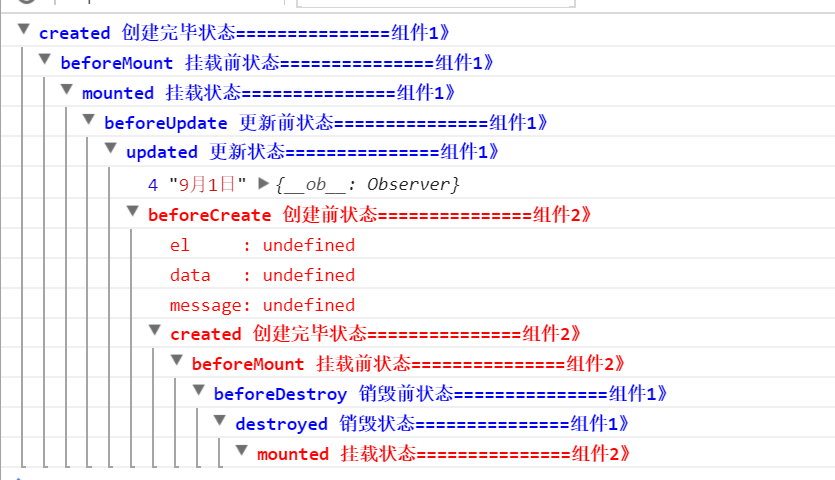 created 创建完毕状态===============组件1》
beforeMount 挂载前状态===============组件1》
mounted 挂载状态===============组件1》
beforeUpdate 更新前状态===============组件1》
updated 更新状态===============组件1》
4 "9月1日" {__ob__: Observer}
beforeCreate 创建前状态===============组件2》
el     : undefined
data   : undefined
message: undefined
created 创建完毕状态===============组件2》
beforeMount 挂载前状态===============组件2》
beforeDestroy 销毁前状态===============组件1》
destroyed 销毁状态===============组件1》
mounted 挂载状态===============组件2》